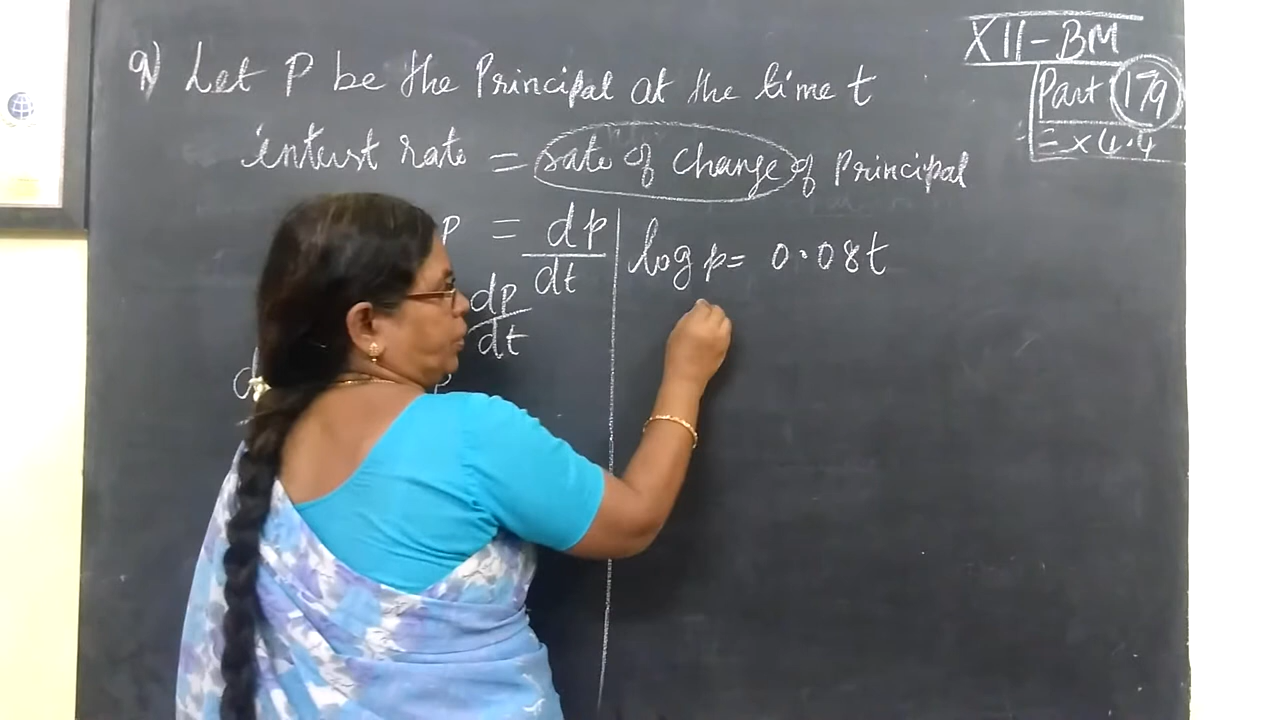 XII-BM
Part 179
Ex 4.4
9) Let P be the Principal at the time t
interest rate = rate of change of Principal
p = dp/dt
dp/dt
log p = 0.08t